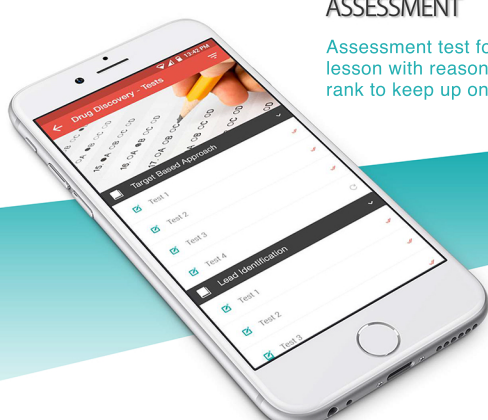 ASSESSMENT
Assessment test fo
lesson with reason
rank to keep up on
13:42 PM
Drug Discovery - Tests
Target Based Approach
Test 1
Test 2
Test 3
Test 4
Lead Identification
Test 1
Test 2
Test 3